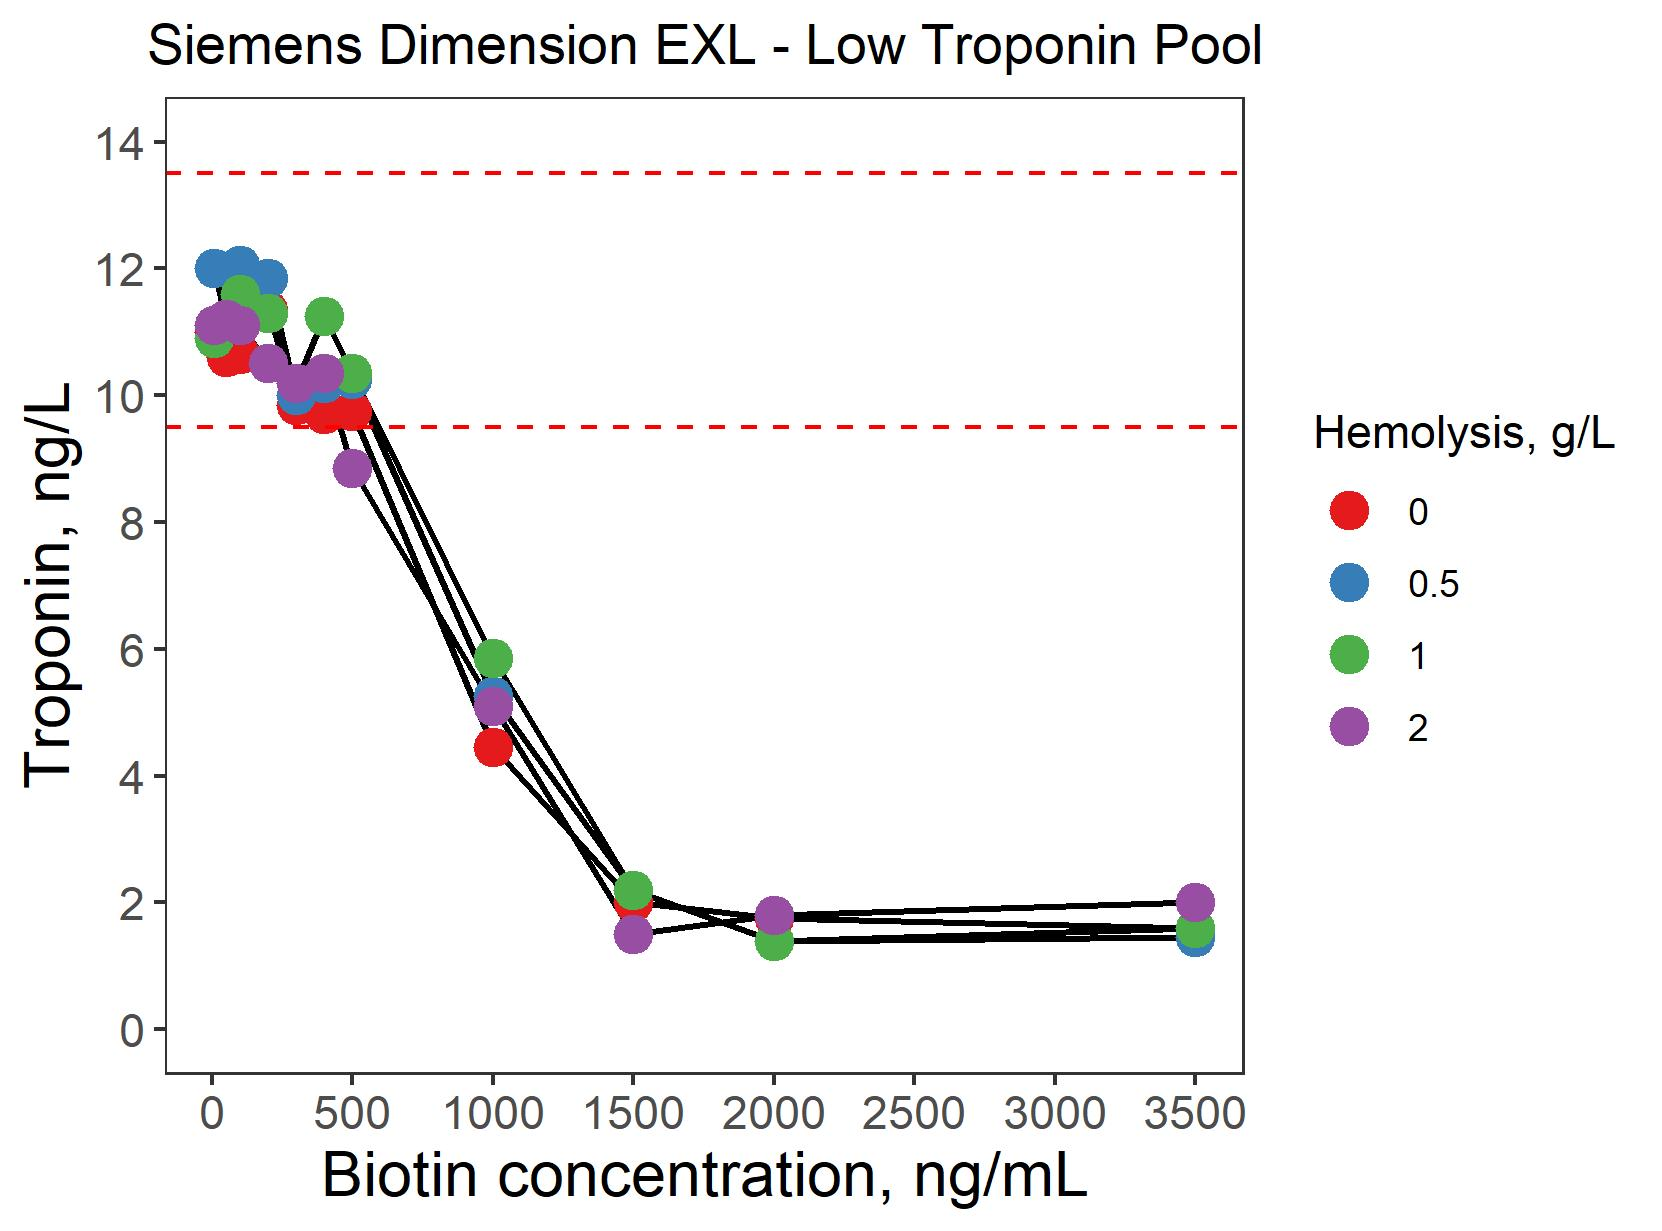 Siemens Dimension EXL - Low Troponin Pool
Troponin, ng/L
14
12
10
8
6
4
2
0
0 500 1000 1500 2000 2500 3000 3500
Biotin concentration, ng/mL
Hemolysis, g/L
0
0.5
1
2